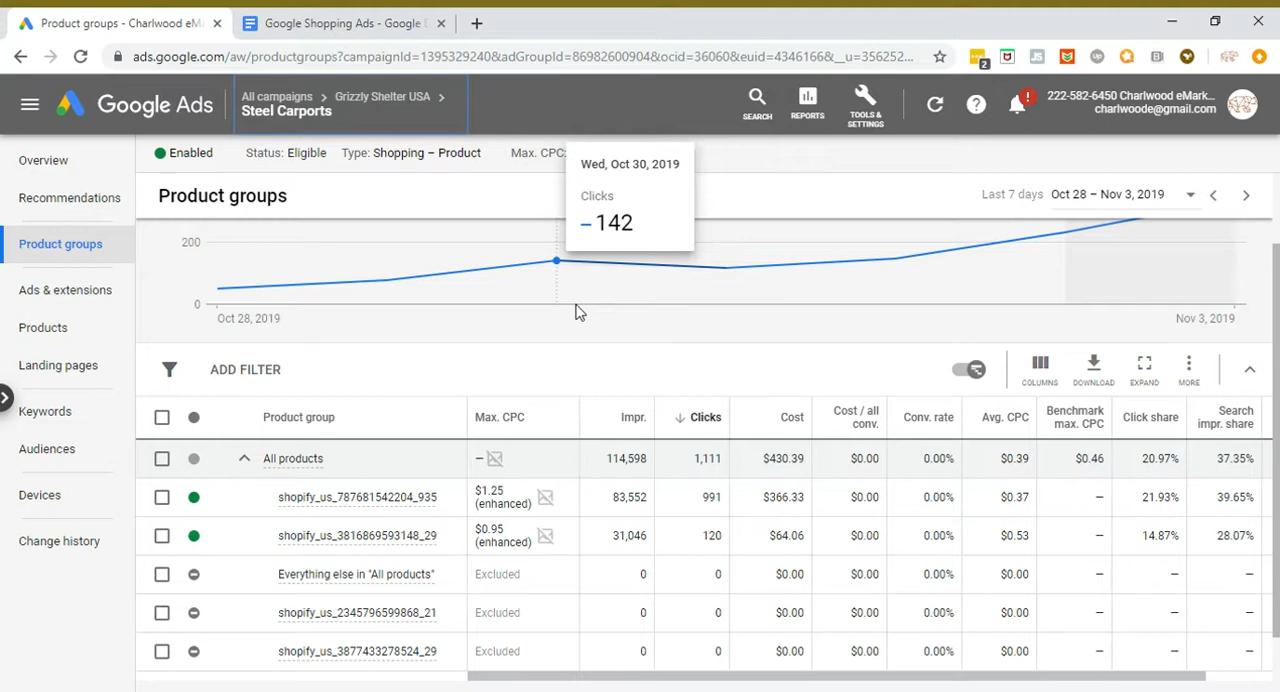 Product groups - Charlwood eMa
Google Shopping Ads - Google
ads.google.com/aw/productgroups?campaignId=1395329240&adGroupId=86982600904&ocid=36060&euid=4346166&__u=356252...
2
Google Ads
All campaigns > Grizzly Shelter USA >
Steel Carports
SEARCH
REPORTS
TOOLS &
SETTINGS
!
222-582-6450 Charlwood eMark...
charlwoode@gmail.com
Overview
Recommendations
Product groups
Ads & extensions
Products
Landing pages
Keywords
Audiences
Devices
Change history
Enabled Status: Eligible Type: Shopping – Product Max. CPC:
Product groups
Last 7 days Oct 28 – Nov 3, 2019
Wed, Oct 30, 2019
Clicks
– 142
200
0
Oct 28, 2019
Nov 3, 2019
ADD FILTER
COLUMNS
DOWNLOAD
EXPAND
MORE
Product group Max. CPC Impr. Clicks Cost Cost / all conv. Conv. rate Avg. CPC Benchmark max. CPC Click share Search impr. share
All products – 114,598 1,111 $430.39 $0.00 0.00% $0.39 $0.46 20.97% 37.35%
shopify_us_787681542204_935 $1.25 (enhanced) 83,552 991 $366.33 $0.00 0.00% $0.37 – 21.93% 39.65%
shopify_us_3816869593148_29 $0.95 (enhanced) 31,046 120 $64.06 $0.00 0.00% $0.53 – 14.87% 28.07%
Everything else in "All products" Excluded 0 0 $0.00 $0.00 0.00% $0.00 – – –
shopify_us_2345796599868_21 Excluded 0 0 $0.00 $0.00 0.00% $0.00 – – –
shopify_us_3877433278524_29 Excluded 0 0 $0.00 $0.00 0.00% $0.00 – – –